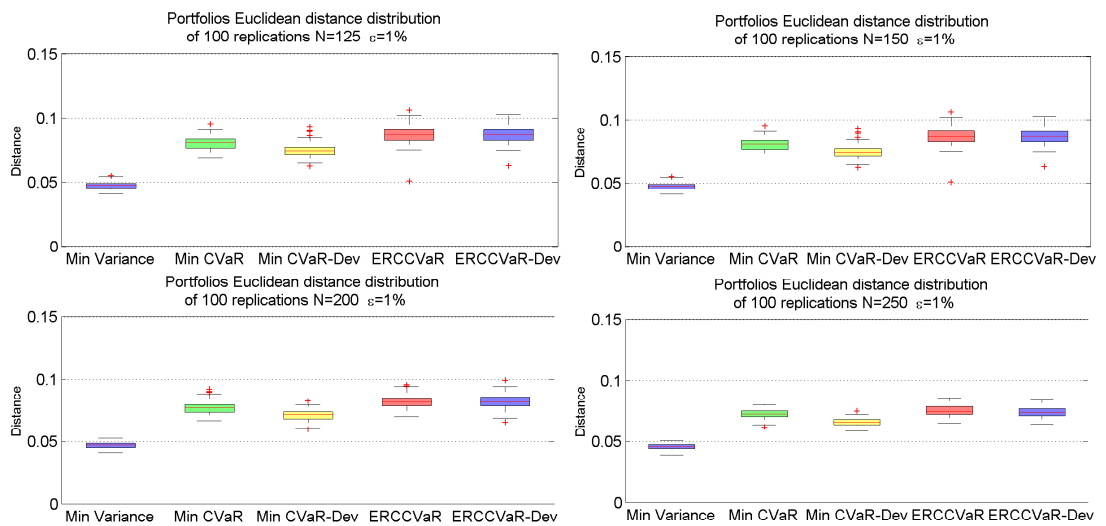 Portfolios Euclidean distance distribution
of 100 replications N=125 ε=1%
0.15
0.1
0.05
0
Distance
Min Variance Min CVaR Min CVaR-Dev ERCCVaR ERCCVaR-Dev
Portfolios Euclidean distance distribution
of 100 replications N=150 ε=1%
0.15
0.1
0.05
0
Distance
Min Variance Min CVaR Min CVaR-Dev ERCCVaR ERCCVaR-Dev
Portfolios Euclidean distance distribution
of 100 replications N=200 ε=1%
0.15
0.1
0.05
0
Distance
Min Variance Min CVaR Min CVaR-Dev ERCCVaR ERCCVaR-Dev
Portfolios Euclidean distance distribution
of 100 replications N=250 ε=1%
0.15
0.1
0.05
0
Distance
Min Variance Min CVaR Min CVaR-Dev ERCCVaR ERCCVaR-Dev